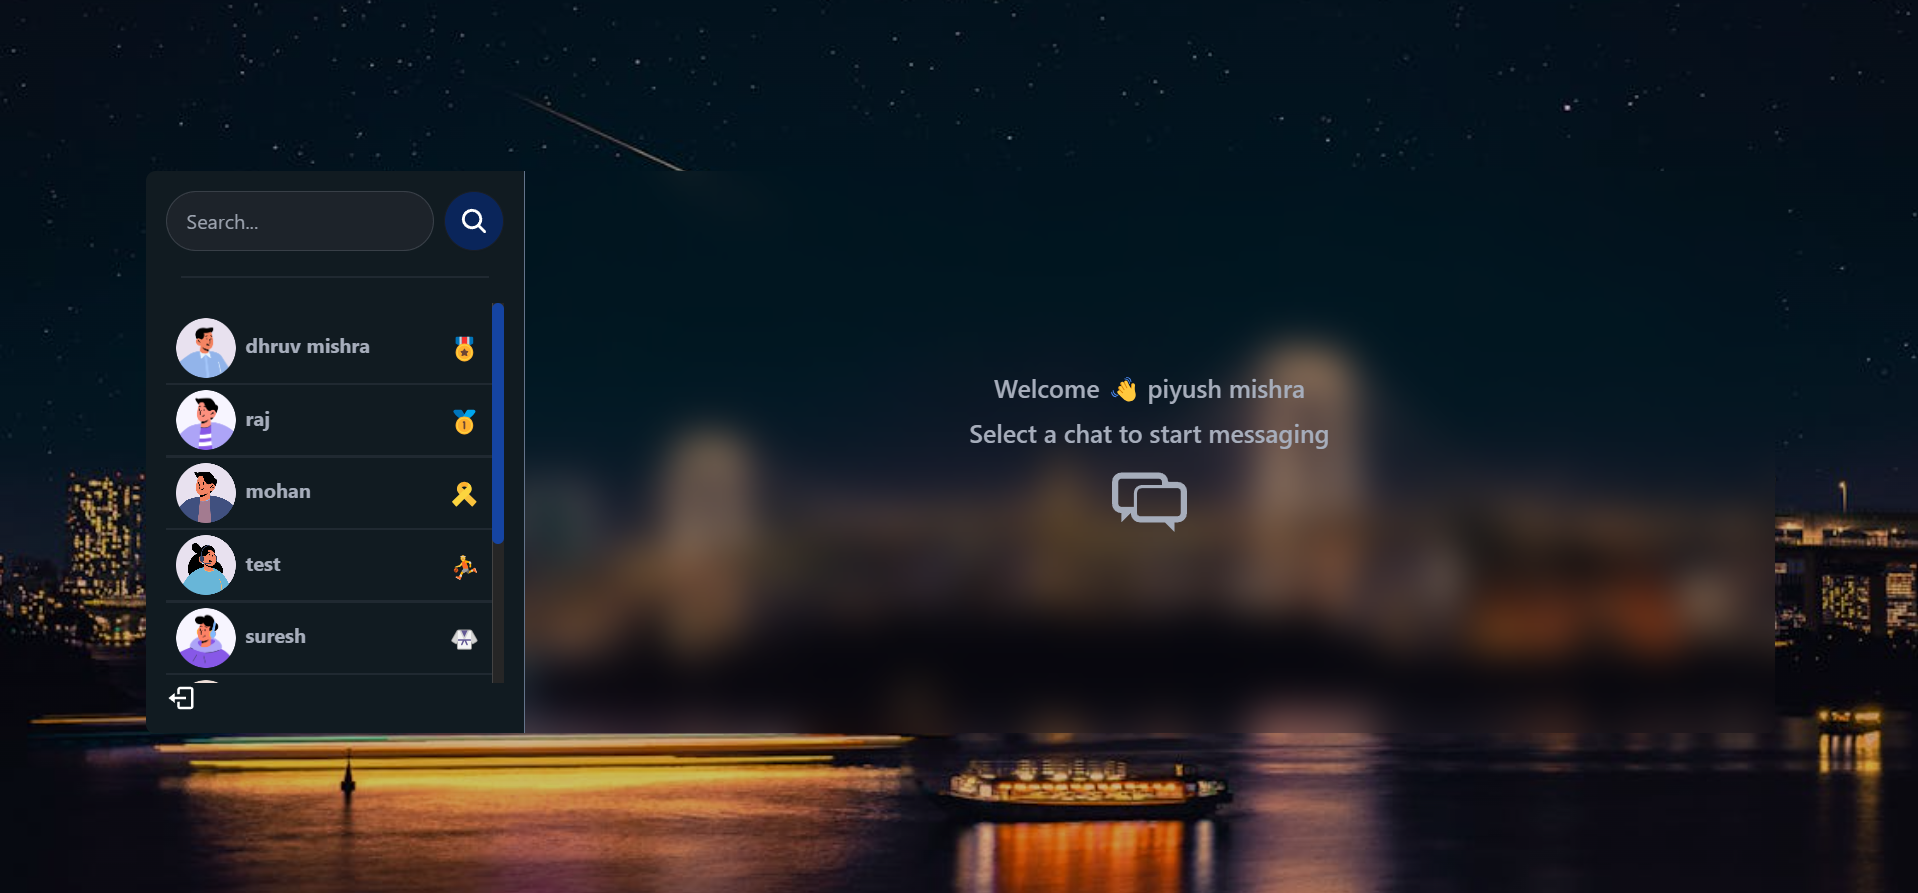 Search...
dhruv mishra
raj
mohan
test
suresh
Welcome 👋 piyush mishra
Select a chat to start messaging